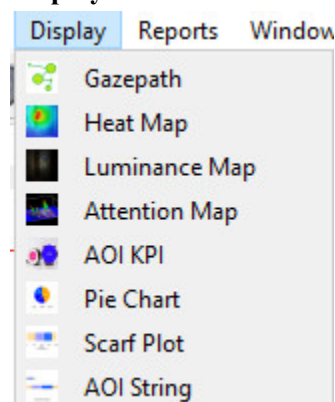 Display Reports Window
Gazepath
Heat Map
Luminance Map
Attention Map
AOI KPI
Pie Chart
Scarf Plot
AOI String